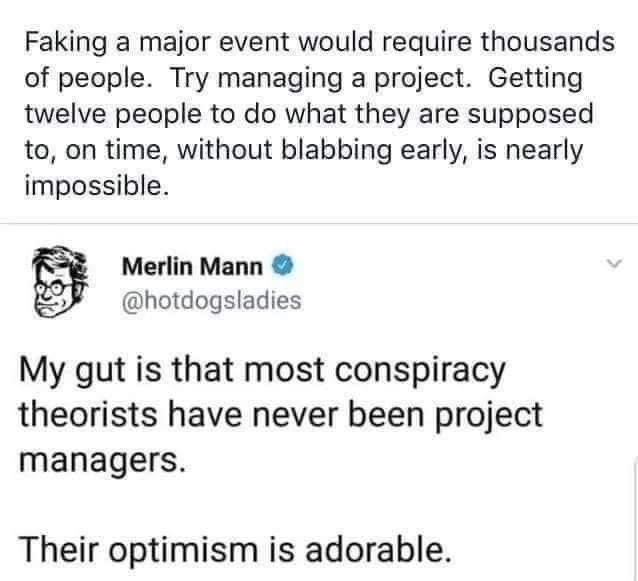 Faking a major event would require thousands
of people.  Try managing a project.  Getting
twelve people to do what they are supposed
to, on time, without blabbing early, is nearly
impossible.
Merlin Mann
@hotdogsladies
My gut is that most conspiracy
theorists have never been project
managers.
Their optimism is adorable.